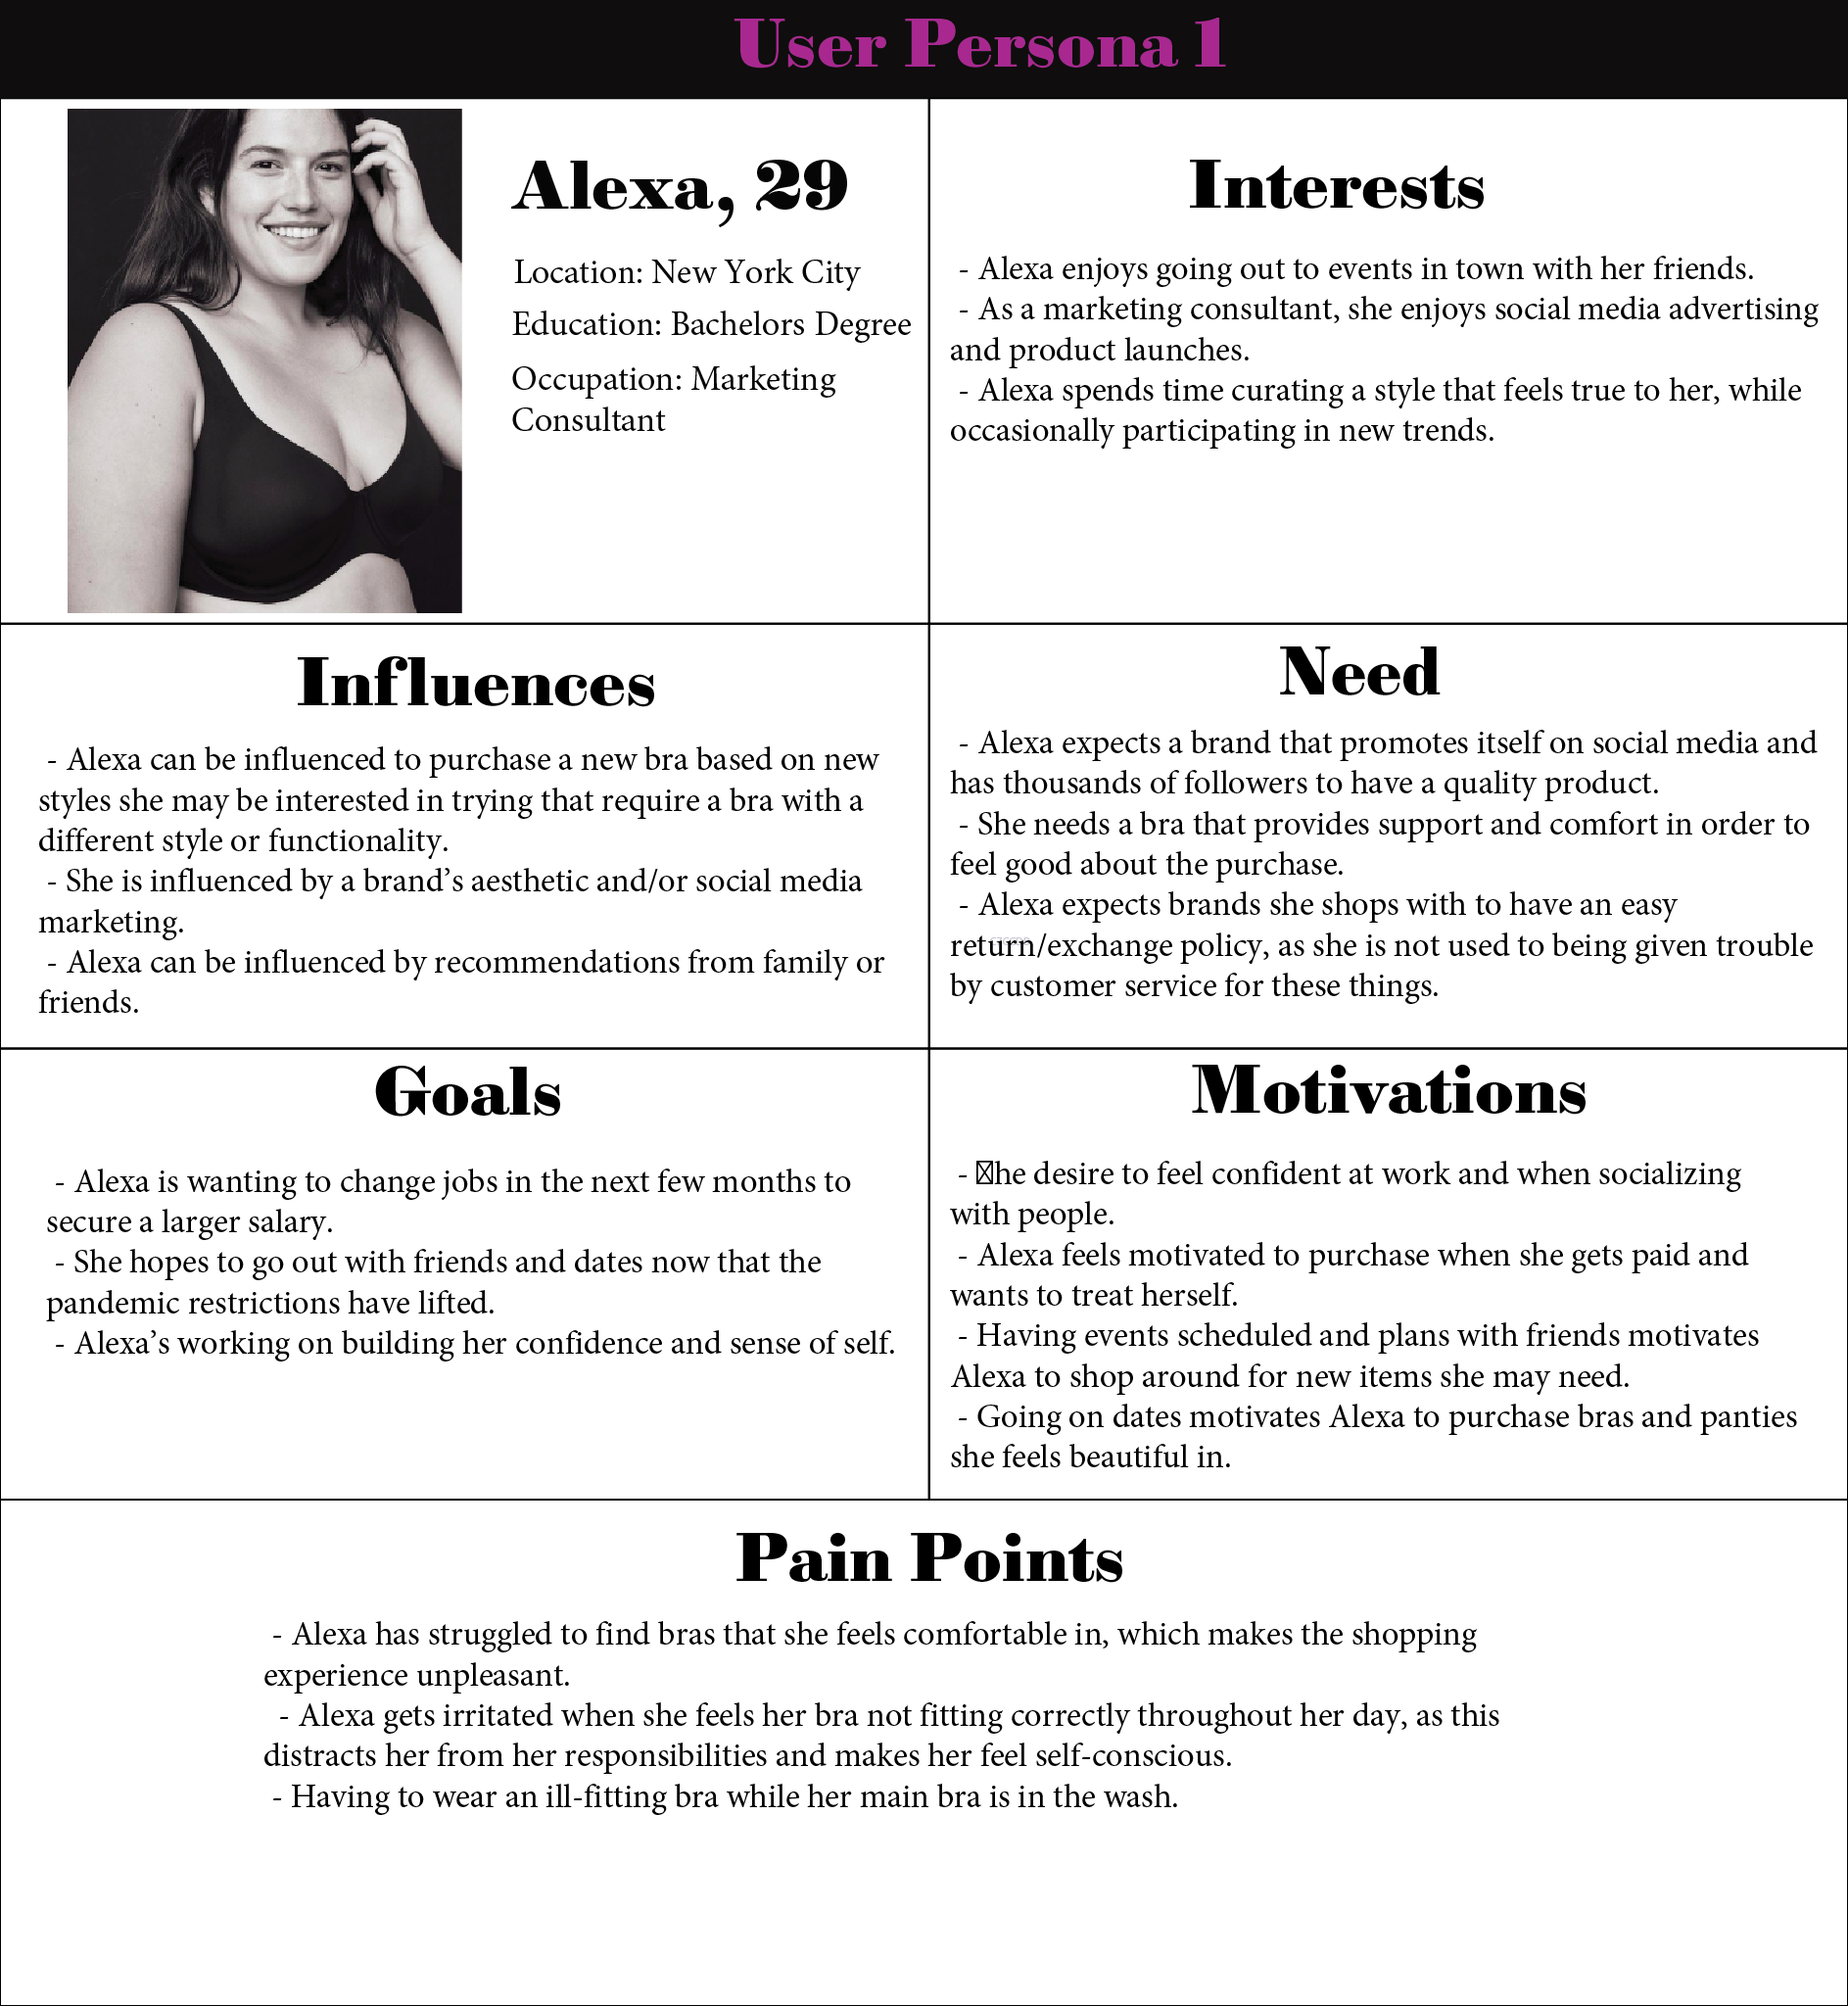 User Persona 1
Alexa, 29
Location: New York City
Education: Bachelors Degree
Occupation: Marketing
Consultant
Interests
- Alexa enjoys going out to events in town with her friends.
- As a marketing consultant, she enjoys social media advertising
and product launches.
- Alexa spends time curating a style that feels true to her, while
occasionally participating in new trends.
Influences
- Alexa can be influenced to purchase a new bra based on new
styles she may be interested in trying that require a bra with a
different style or functionality.
- She is influenced by a brand’s aesthetic and/or social media
marketing.
- Alexa can be influenced by recommendations from family or
friends.
Need
- Alexa expects a brand that promotes itself on social media and
has thousands of followers to have a quality product.
- She needs a bra that provides support and comfort in order to
feel good about the purchase.
- Alexa expects brands she shops with to have an easy
return/exchange policy, as she is not used to being given trouble
by customer service for these things.
Goals
- Alexa is wanting to change jobs in the next few months to
secure a larger salary.
- She hopes to go out with friends and dates now that the
pandemic restrictions have lifted.
- Alexa’s working on building her confidence and sense of self.
Motivations
- he desire to feel confident at work and when socializing
with people.
- Alexa feels motivated to purchase when she gets paid and
wants to treat herself.
- Having events scheduled and plans with friends motivates
Alexa to shop around for new items she may need.
- Going on dates motivates Alexa to purchase bras and panties
she feels beautiful in.
Pain Points
- Alexa has struggled to find bras that she feels comfortable in, which makes the shopping
experience unpleasant.
- Alexa gets irritated when she feels her bra not fitting correctly throughout her day, as this
distracts her from her responsibilities and makes her feel self-conscious.
- Having to wear an ill-fitting bra while her main bra is in the wash.